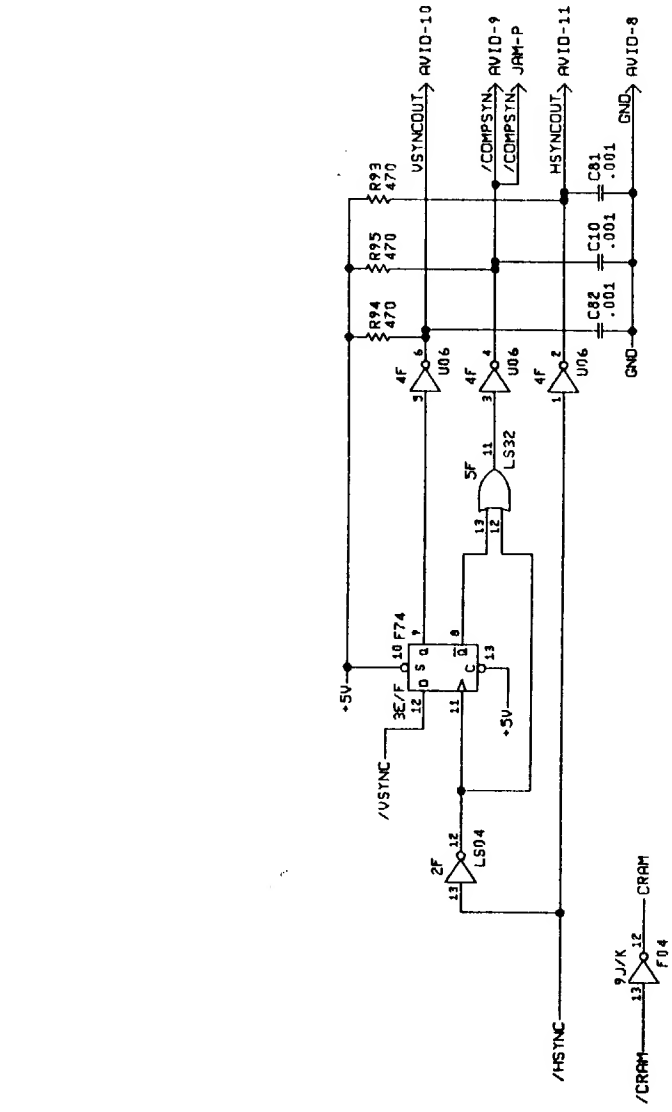 +5V
R94
470
R95
470
R93
470
/VSYNC
3E/F
F74
10
12
D
S
Q
9
11
Q
8
C
13
+5V
4F
5
6
U06
VSYNCOUT
AVID-10
2F
13
12
LS04
5F
13
12
11
LS32
4F
3
4
U06
/COMPSYN
AVID-9
/COMPSYN
JAM-P
/HSYNC
4F
1
2
U06
HSYNCOUT
AVID-11
C82
.001
C10
.001
C81
.001
GND
GND
AVID-8
/CRAM
9J/K
13
12
F04
CRAM